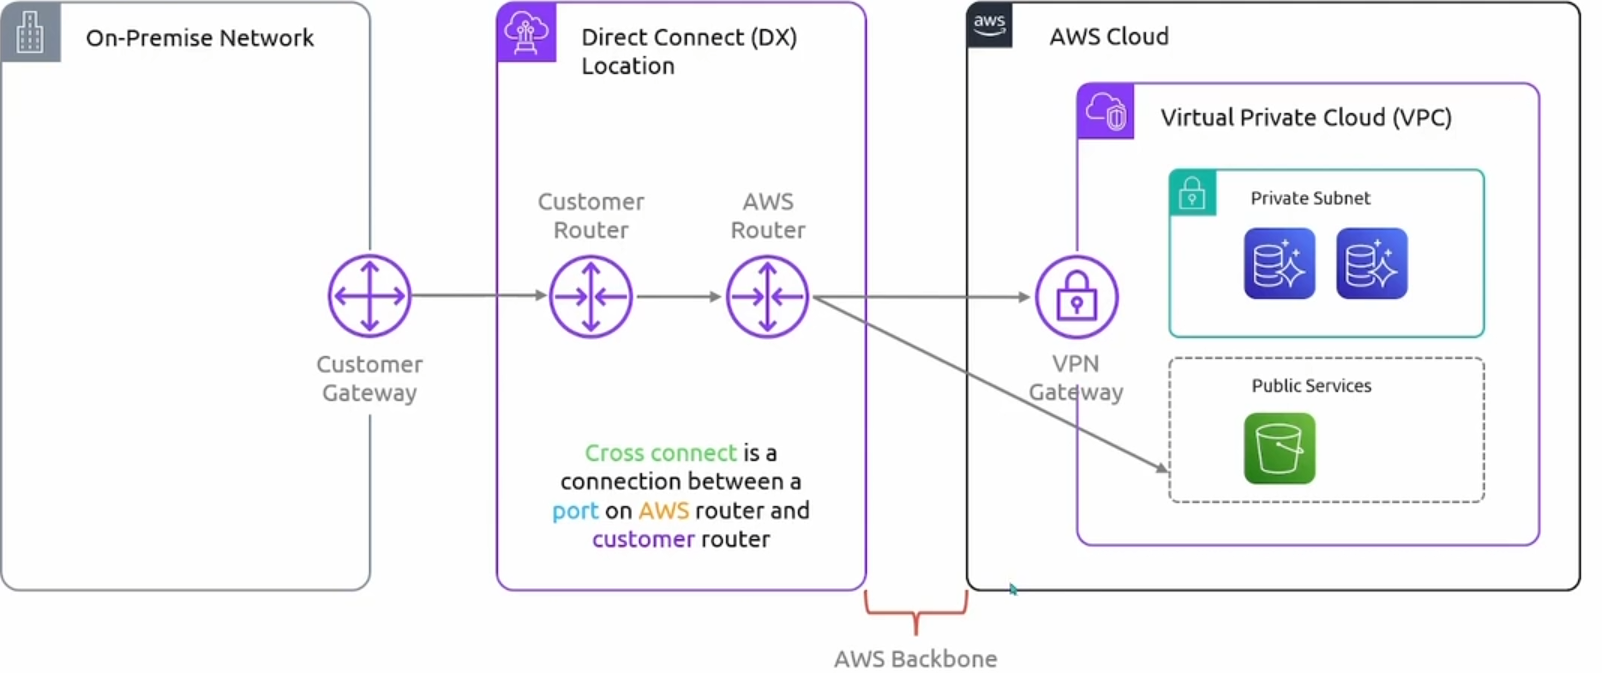 On-Premise Network
Direct Connect (DX)
Location
aws
AWS Cloud
Virtual Private Cloud (VPC)
Private Subnet
Customer
Router
AWS
Router
Customer
Gateway
VPN
Gateway
Public Services
Cross connect is a
connection between a
port on AWS router and
customer router
AWS Backbone